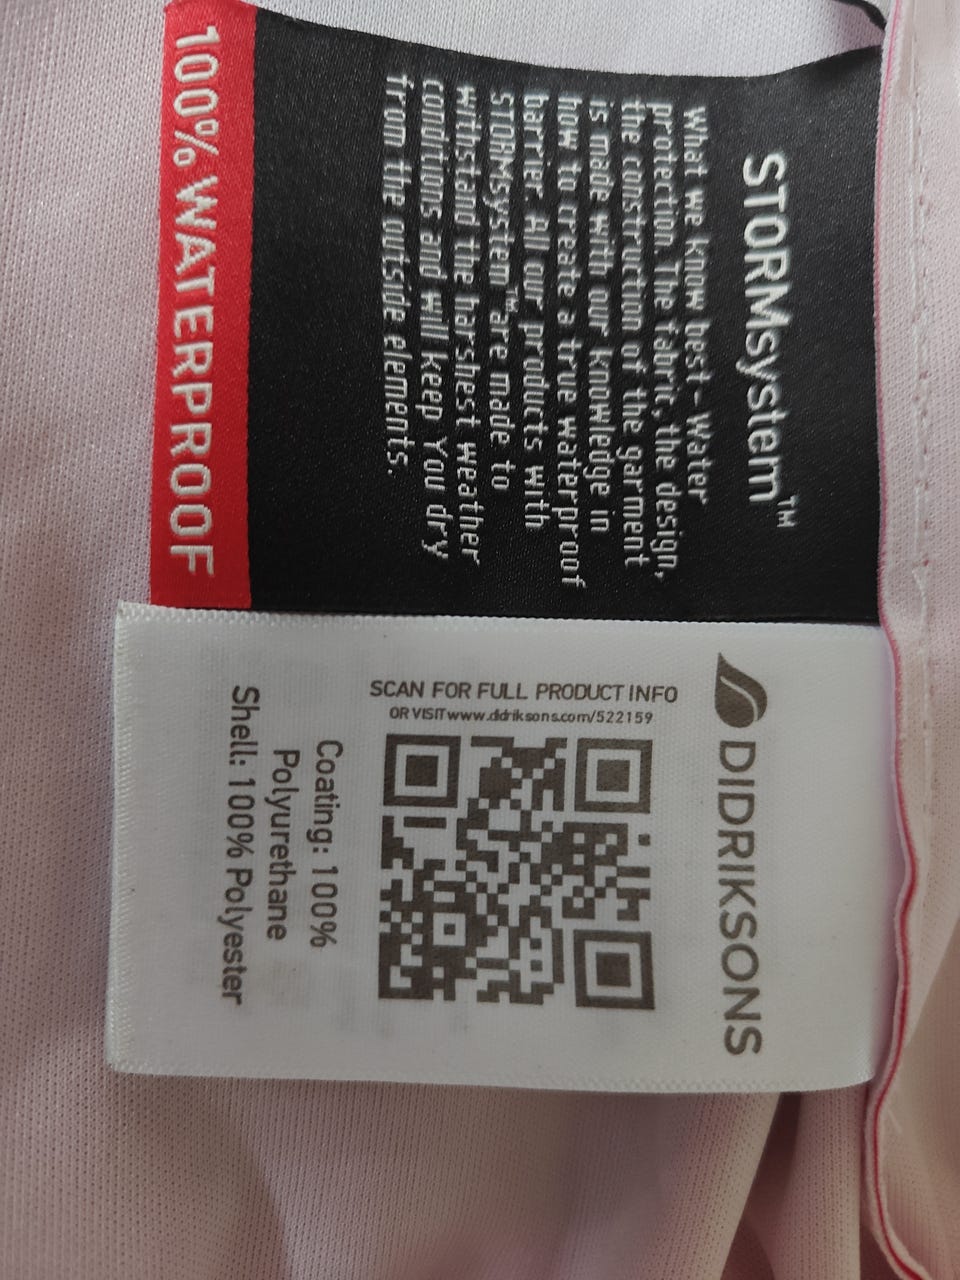 STORMsystem™
What we know best - Water
protection. The fabric, the design,
the construction of the garment
is made with our knowledge in
how to create a true waterproof
barrier. All our products with
STORMsystem™ are made to
withstand the harshest weather
conditions and will keep You dry
from the outside elements.
100% WATERPROOF
DIDRIKSONS
SCAN FOR FULL PRODUCT INFO
OR VISIT www.didriksons.com/522159
Coating: 100%
Polyurethane
Shell: 100% Polyester